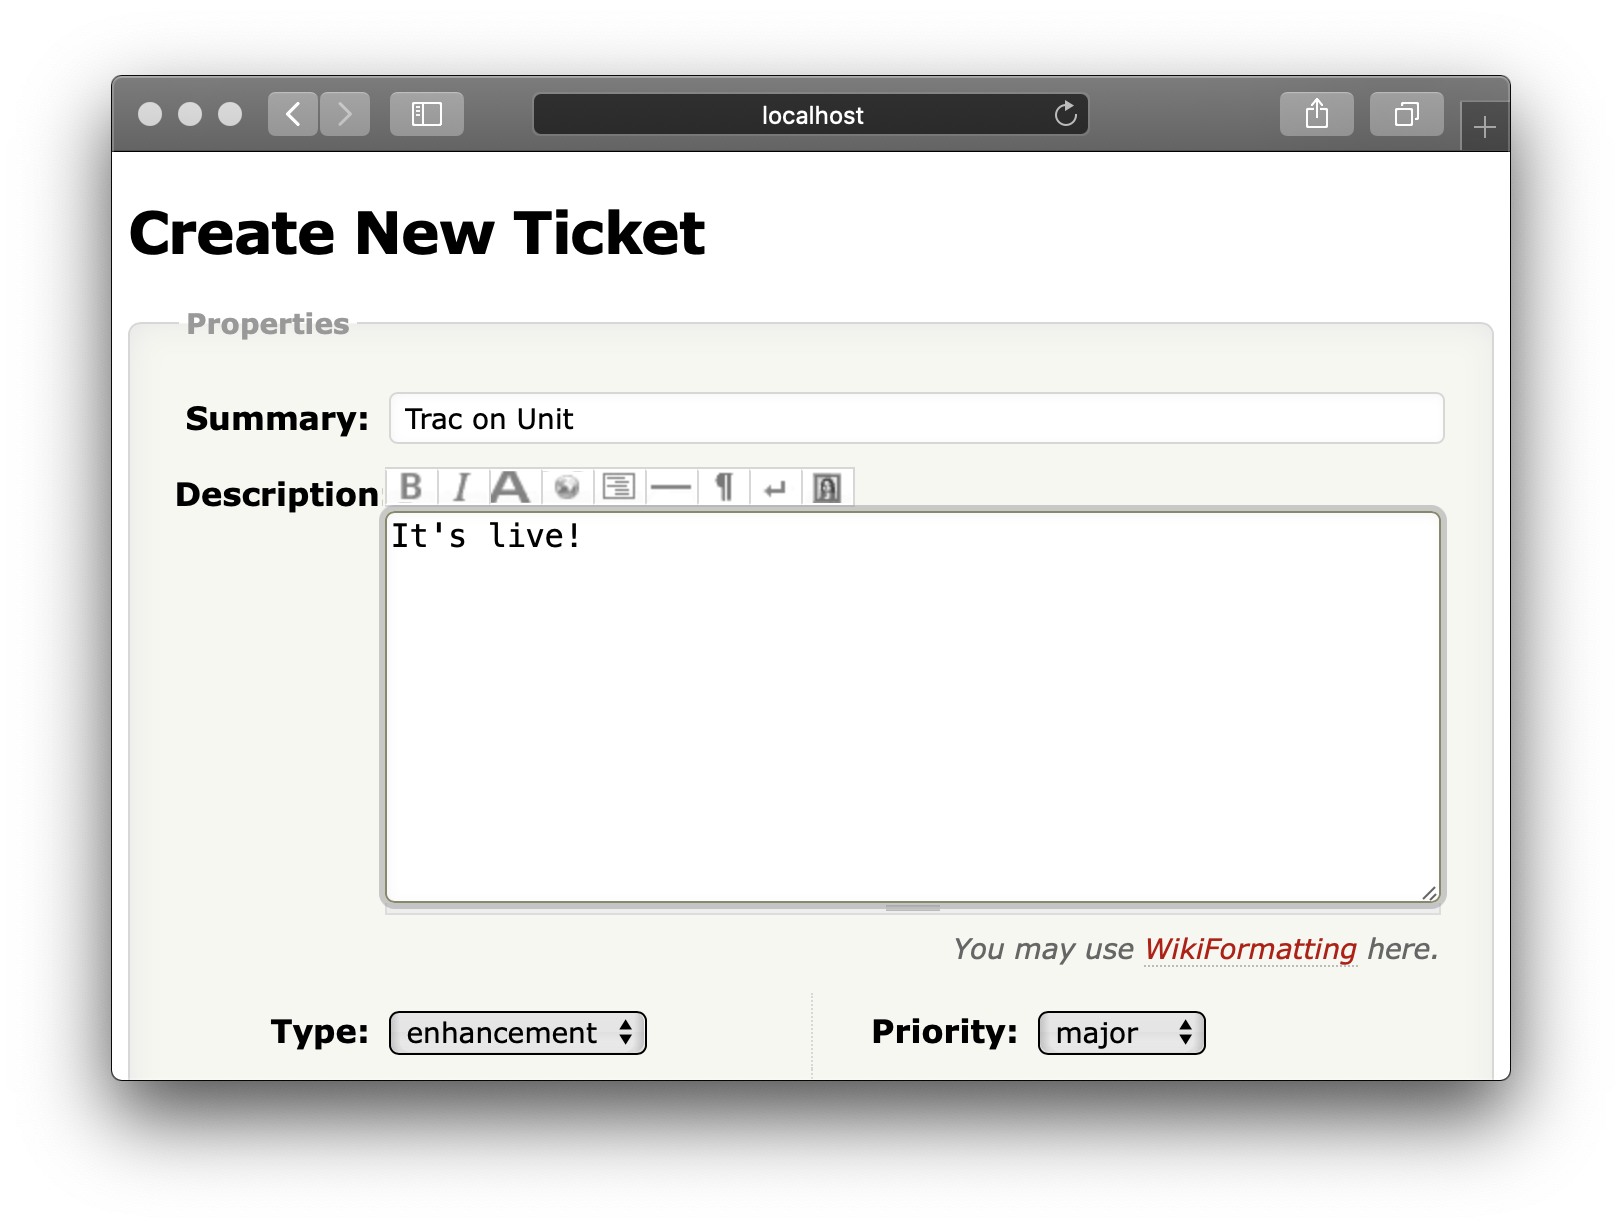 localhost
Create New Ticket
Properties
Summary: Trac on Unit
Description: B I A ¶
It's live!
You may use WikiFormatting here.
Type: enhancement Priority: major